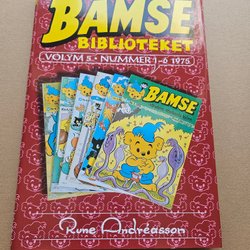 BAMSE
BIBLIOTEKET
VOLYM 5 • NUMMER 1-6 1975
BAMSE
Rune Andréasson